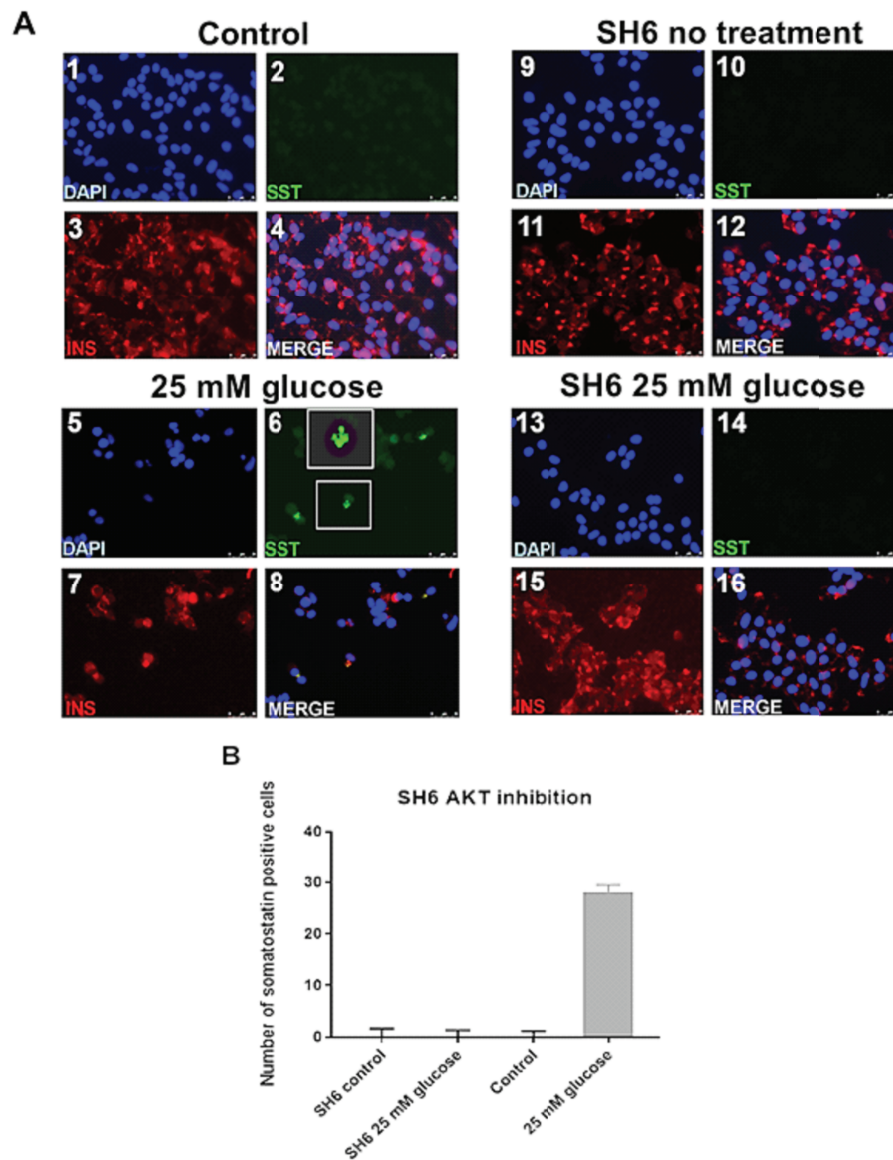 A
Control
SH6 no treatment
1
2
9
10
DAPI
SST
DAPI
SST
3
4
11
12
INS
MERGE
INS
MERGE
25 mM glucose
SH6 25 mM glucose
5
6
13
14
DAPI
SST
DAPI
SST
7
8
15
16
INS
MERGE
INS
MERGE
B
SH6 AKT inhibition
Number of somatostatin positive cells
40
30
20
10
0
SH6 control
SH6 25 mM glucose
Control
25 mM glucose